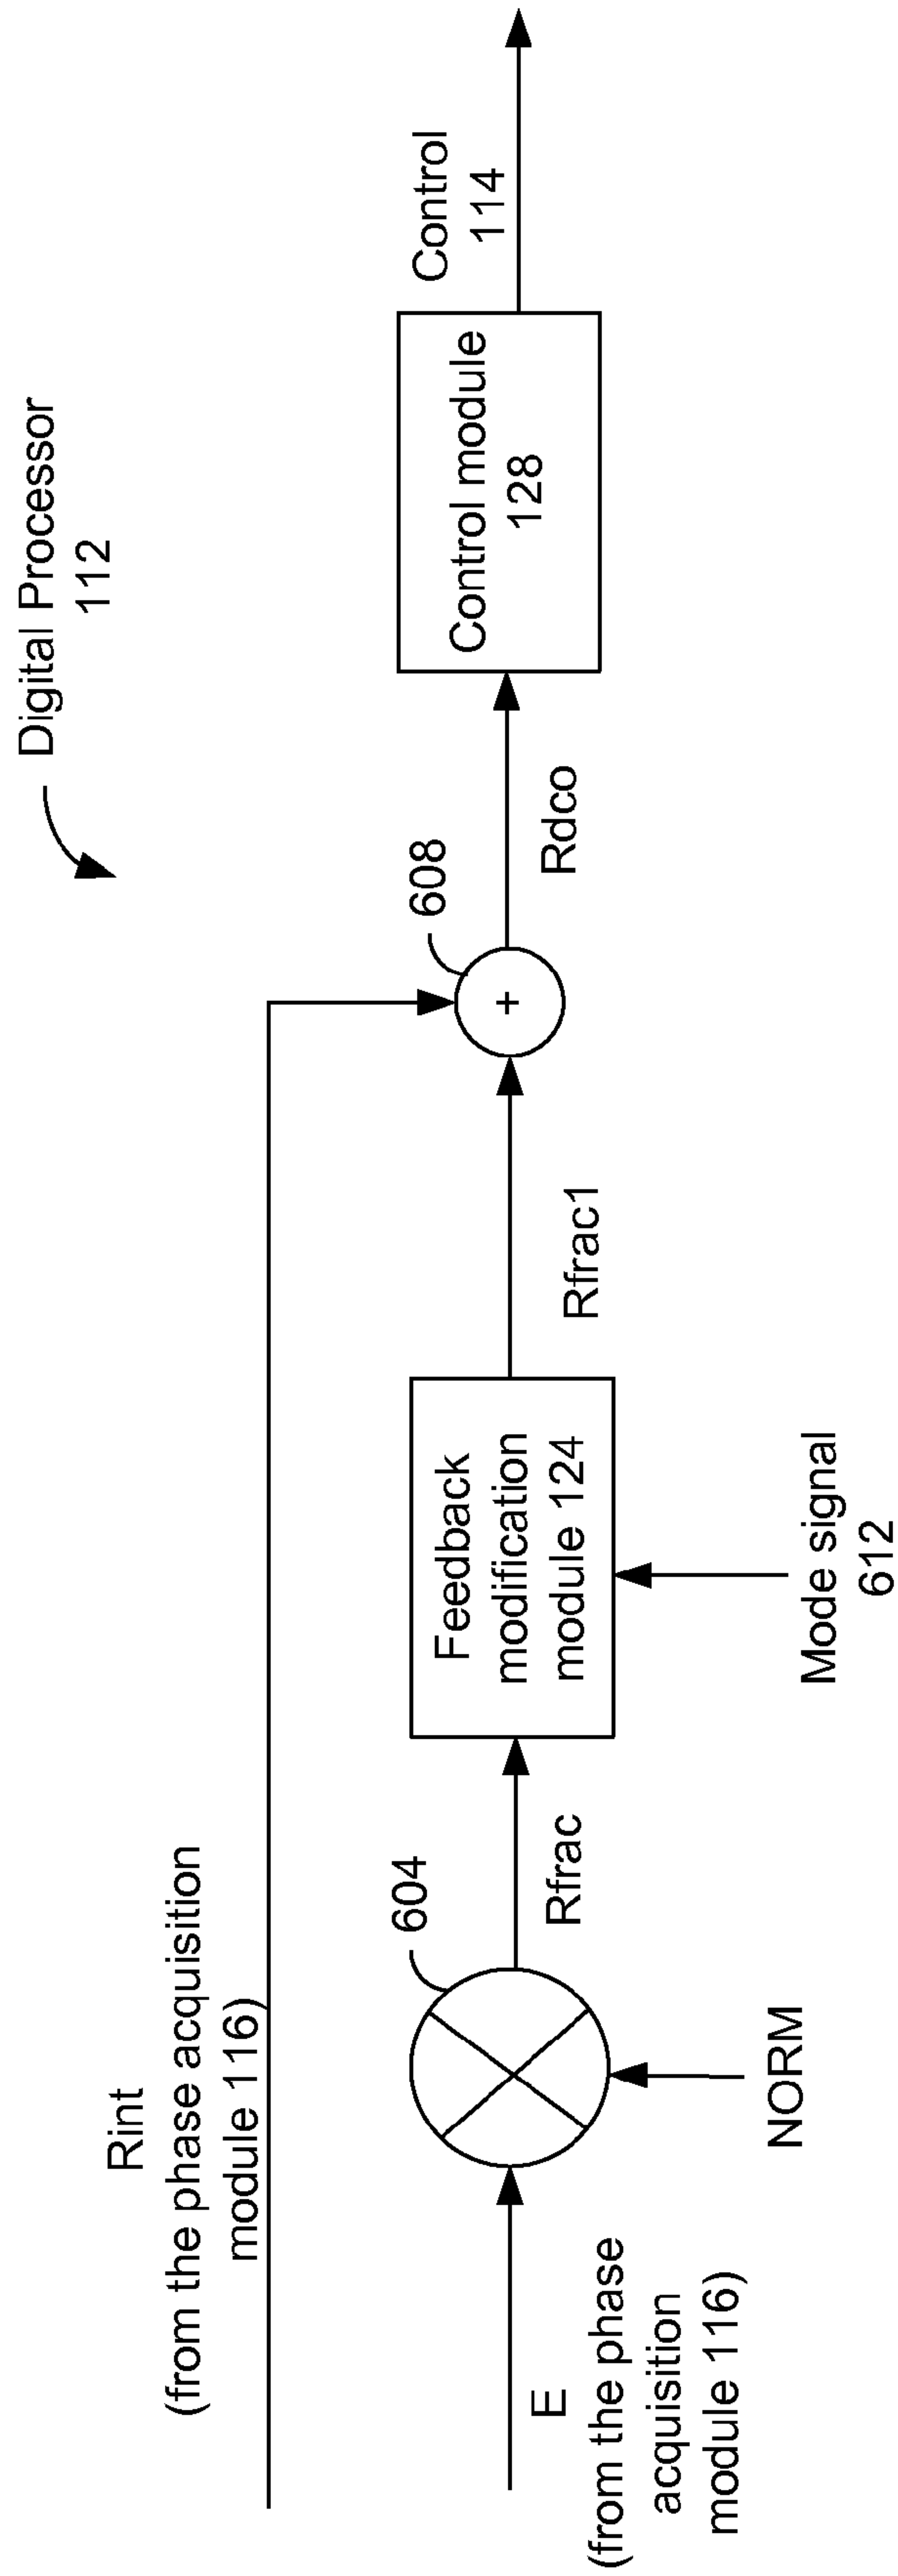 Digital Processor
112
Rint
(from the phase acquisition
module 116)
E
(from the phase
acquisition
module 116)
604
NORM
Rfrac
Feedback
modification
module 124
Mode signal
612
Rfrac1
608
+
Rdco
Control module
128
Control
114